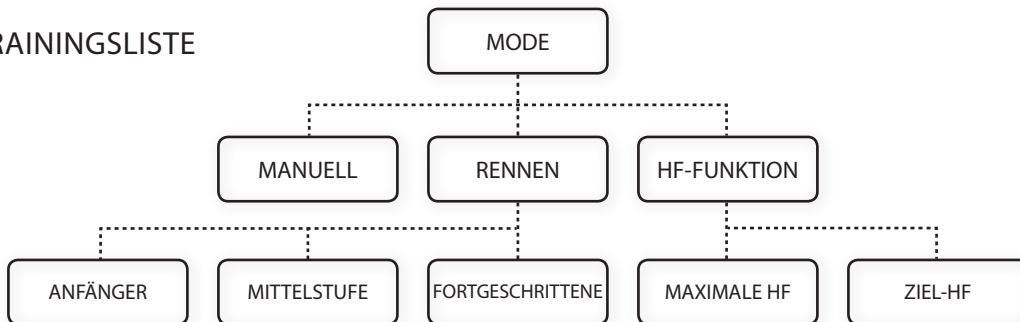 RAININGSLISTE
MODE
MANUELL
RENNEN
HF-FUNKTION
ANFÄNGER
MITTELSTUFE
FORTGESCHRITTENE
MAXIMALE HF
ZIEL-HF